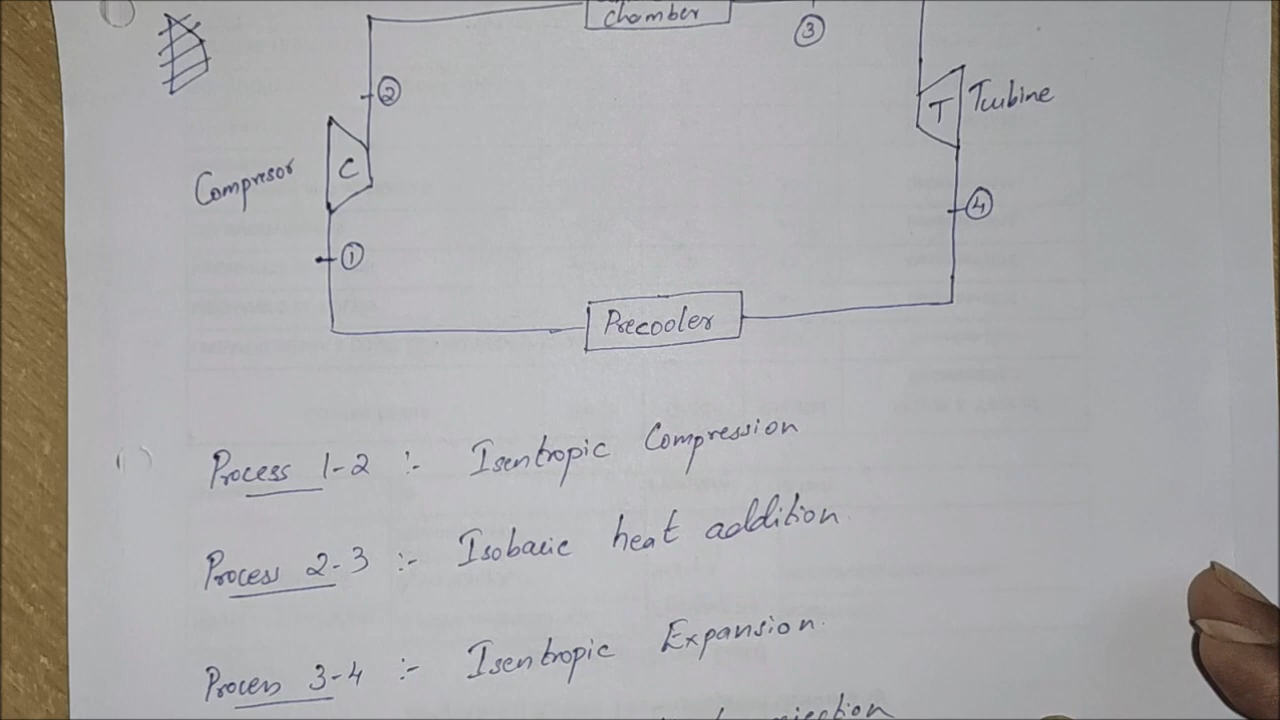 chamber
③
②
T Turbine
Compresor
C
④
①
Precooler
Process 1-2 :- Isentropic Compression
Process 2-3 :- Isobaric heat addition
Process 3-4 :- Isentropic Expansion